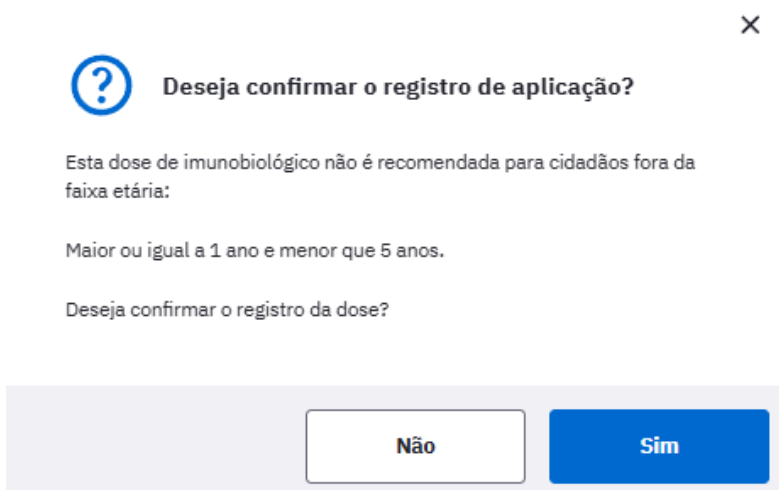 Deseja confirmar o registro de aplicação?
Esta dose de imunobiológico não é recomendada para cidadãos fora da
faixa etária:
Maior ou igual a 1 ano e menor que 5 anos.
Deseja confirmar o registro da dose?
Não
Sim